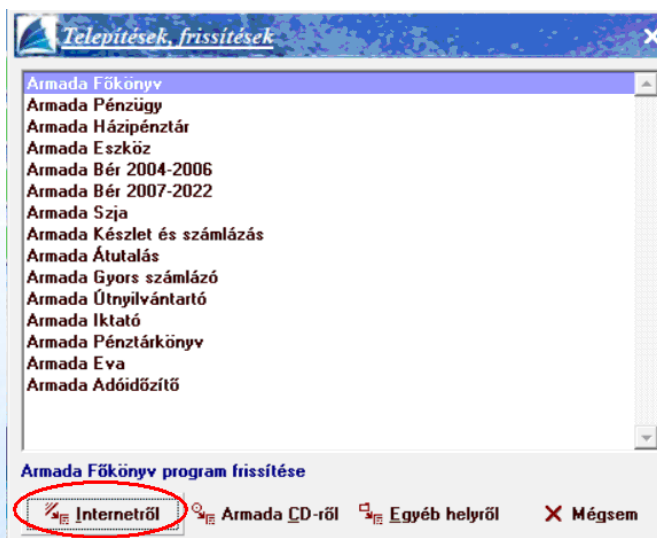 Telepítések, frissítések
Armada Főkönyv
Armada Pénzügy
Armada Házipénztár
Armada Eszköz
Armada Bér 2004-2006
Armada Bér 2007-2022
Armada Szja
Armada Készlet és számlázás
Armada Átutalás
Armada Gyors számlázó
Armada Útnyilvántartó
Armada Iktató
Armada Pénztárkönyv
Armada Eva
Armada Adóidőzítő
Armada Főkönyv program frissítése
Internetről Armada CD-ről Egyéb helyről Mégsem